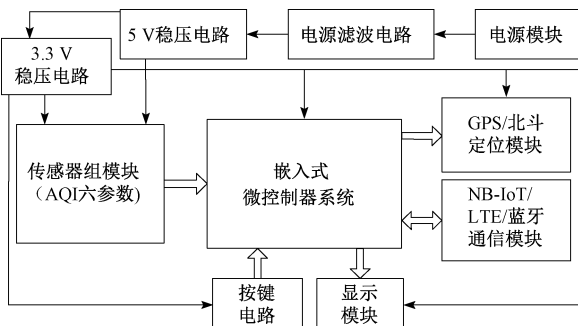 5 V稳压电路
电源滤波电路
电源模块
3.3 V
稳压电路
传感器组模块
（AQI六参数)
嵌入式
微控制器系统
GPS/北斗
定位模块
NB-IoT/
LTE/蓝牙
通信模块
按键
电路
显示
模块